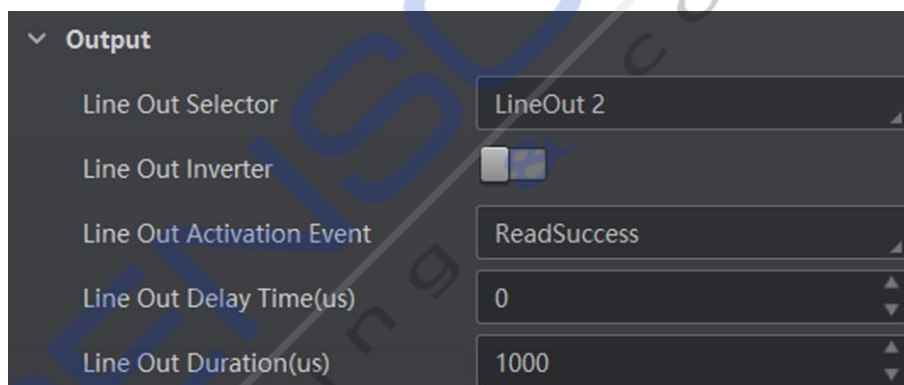 Output
Line Out Selector LineOut 2
Line Out Inverter
Line Out Activation Event ReadSuccess
Line Out Delay Time(us) 0
Line Out Duration(us) 1000